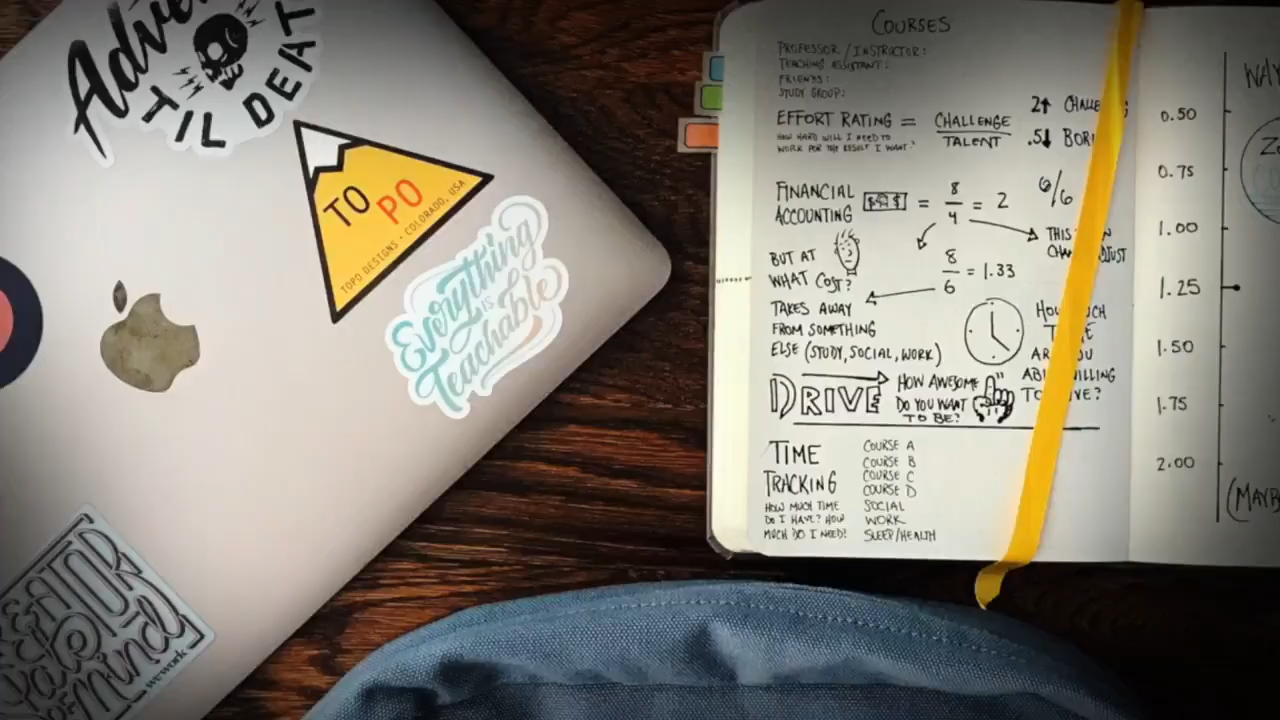 TIL DEAT
TO
PO
TOPO DESIGNS · COLORADO, USA
Everything
IS
Teachable
STATE
OF Mind
wework
COURSES
PROFESSOR / INSTRUCTOR:
TEACHING ASSISTANT:
FRIENDS:
STUDY GROUP:
EFFORT RATING = CHALLENGE
TALENT
HOW HARD WILL I NEED TO
WORK FOR THE RESULT I WANT?
2↑
.5↓
FINANCIAL
ACCOUNTING
$ $ = 8/4 = 2
6/6
BUT AT
WHAT COST?
8/6 = 1.33
THIS
TAKES AWAY
FROM SOMETHING
ELSE (STUDY, SOCIAL, WORK)
DRIVE
HOW AWESOME
DO YOU WANT
TO BE?
TIME
TRACKING
HOW MUCH TIME
DO I HAVE? HOW
MUCH DO I NEED?
COURSE A
COURSE B
COURSE C
COURSE D
SOCIAL
WORK
SLEEP/HEALTH
0.50
0.75
1.00
1.25
1.50
1.75
2.00